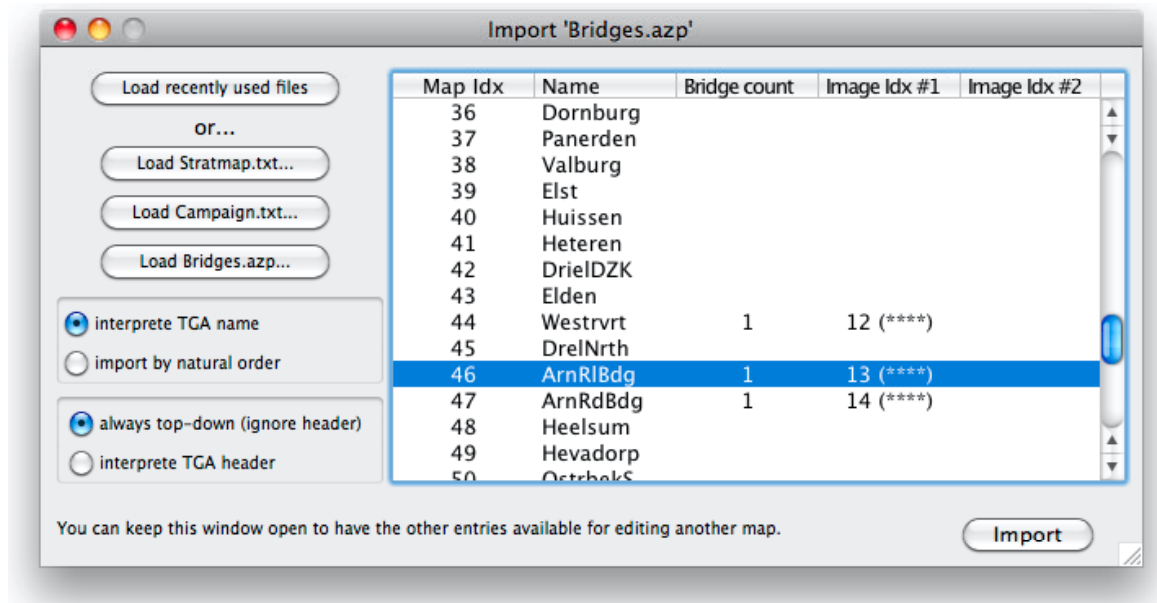 Import 'Bridges.azp'
Load recently used files
or...
Load Stratmap.txt...
Load Campaign.txt...
Load Bridges.azp...
interprete TGA name
import by natural order
always top-down (ignore header)
interprete TGA header
Map Idx Name Bridge count Image Idx #1 Image Idx #2
36 Dornburg
37 Panerden
38 Valburg
39 Elst
40 Huissen
41 Heteren
42 DrielDZK
43 Elden
44 Westrvrt 1 12 (****)
45 DrelNrth
46 ArnRlBdg 1 13 (****)
47 ArnRdBdg 1 14 (****)
48 Heelsum
49 Hevadorp
50 OstrbekS
You can keep this window open to have the other entries available for editing another map.
Import